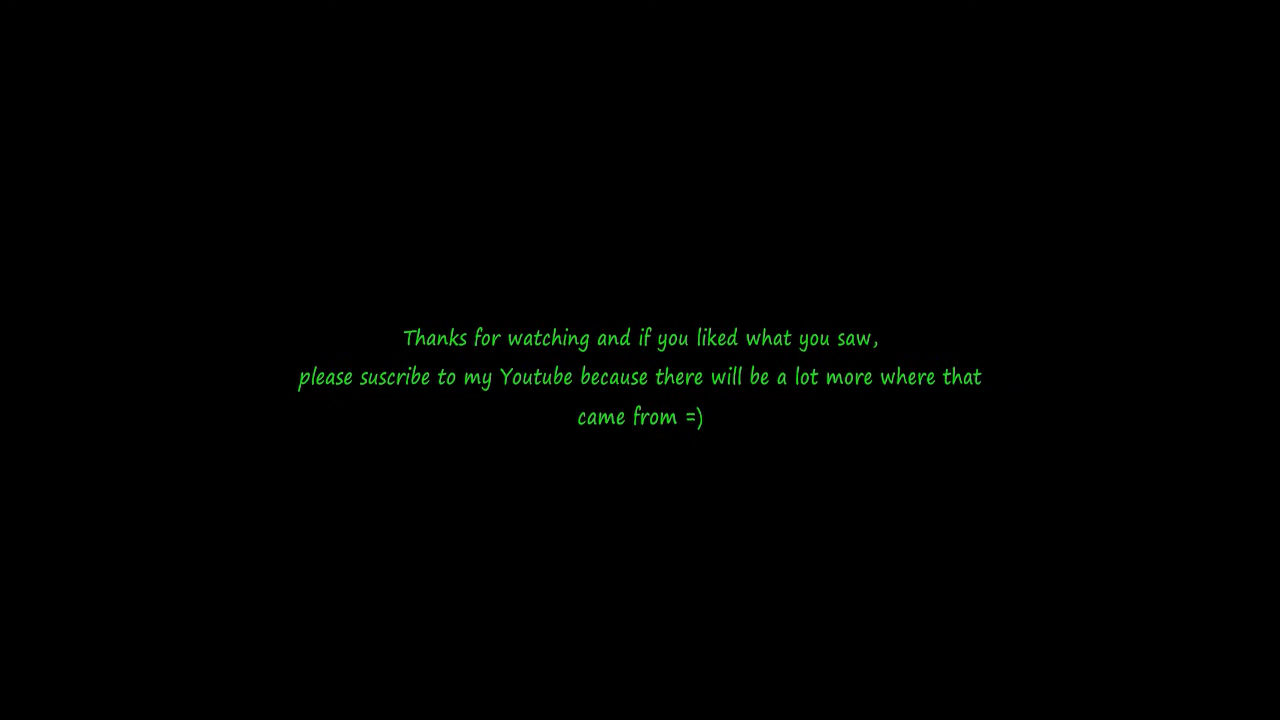 Thanks for watching and if you liked what you saw,
please suscribe to my Youtube because there will be a lot more where that
came from =)